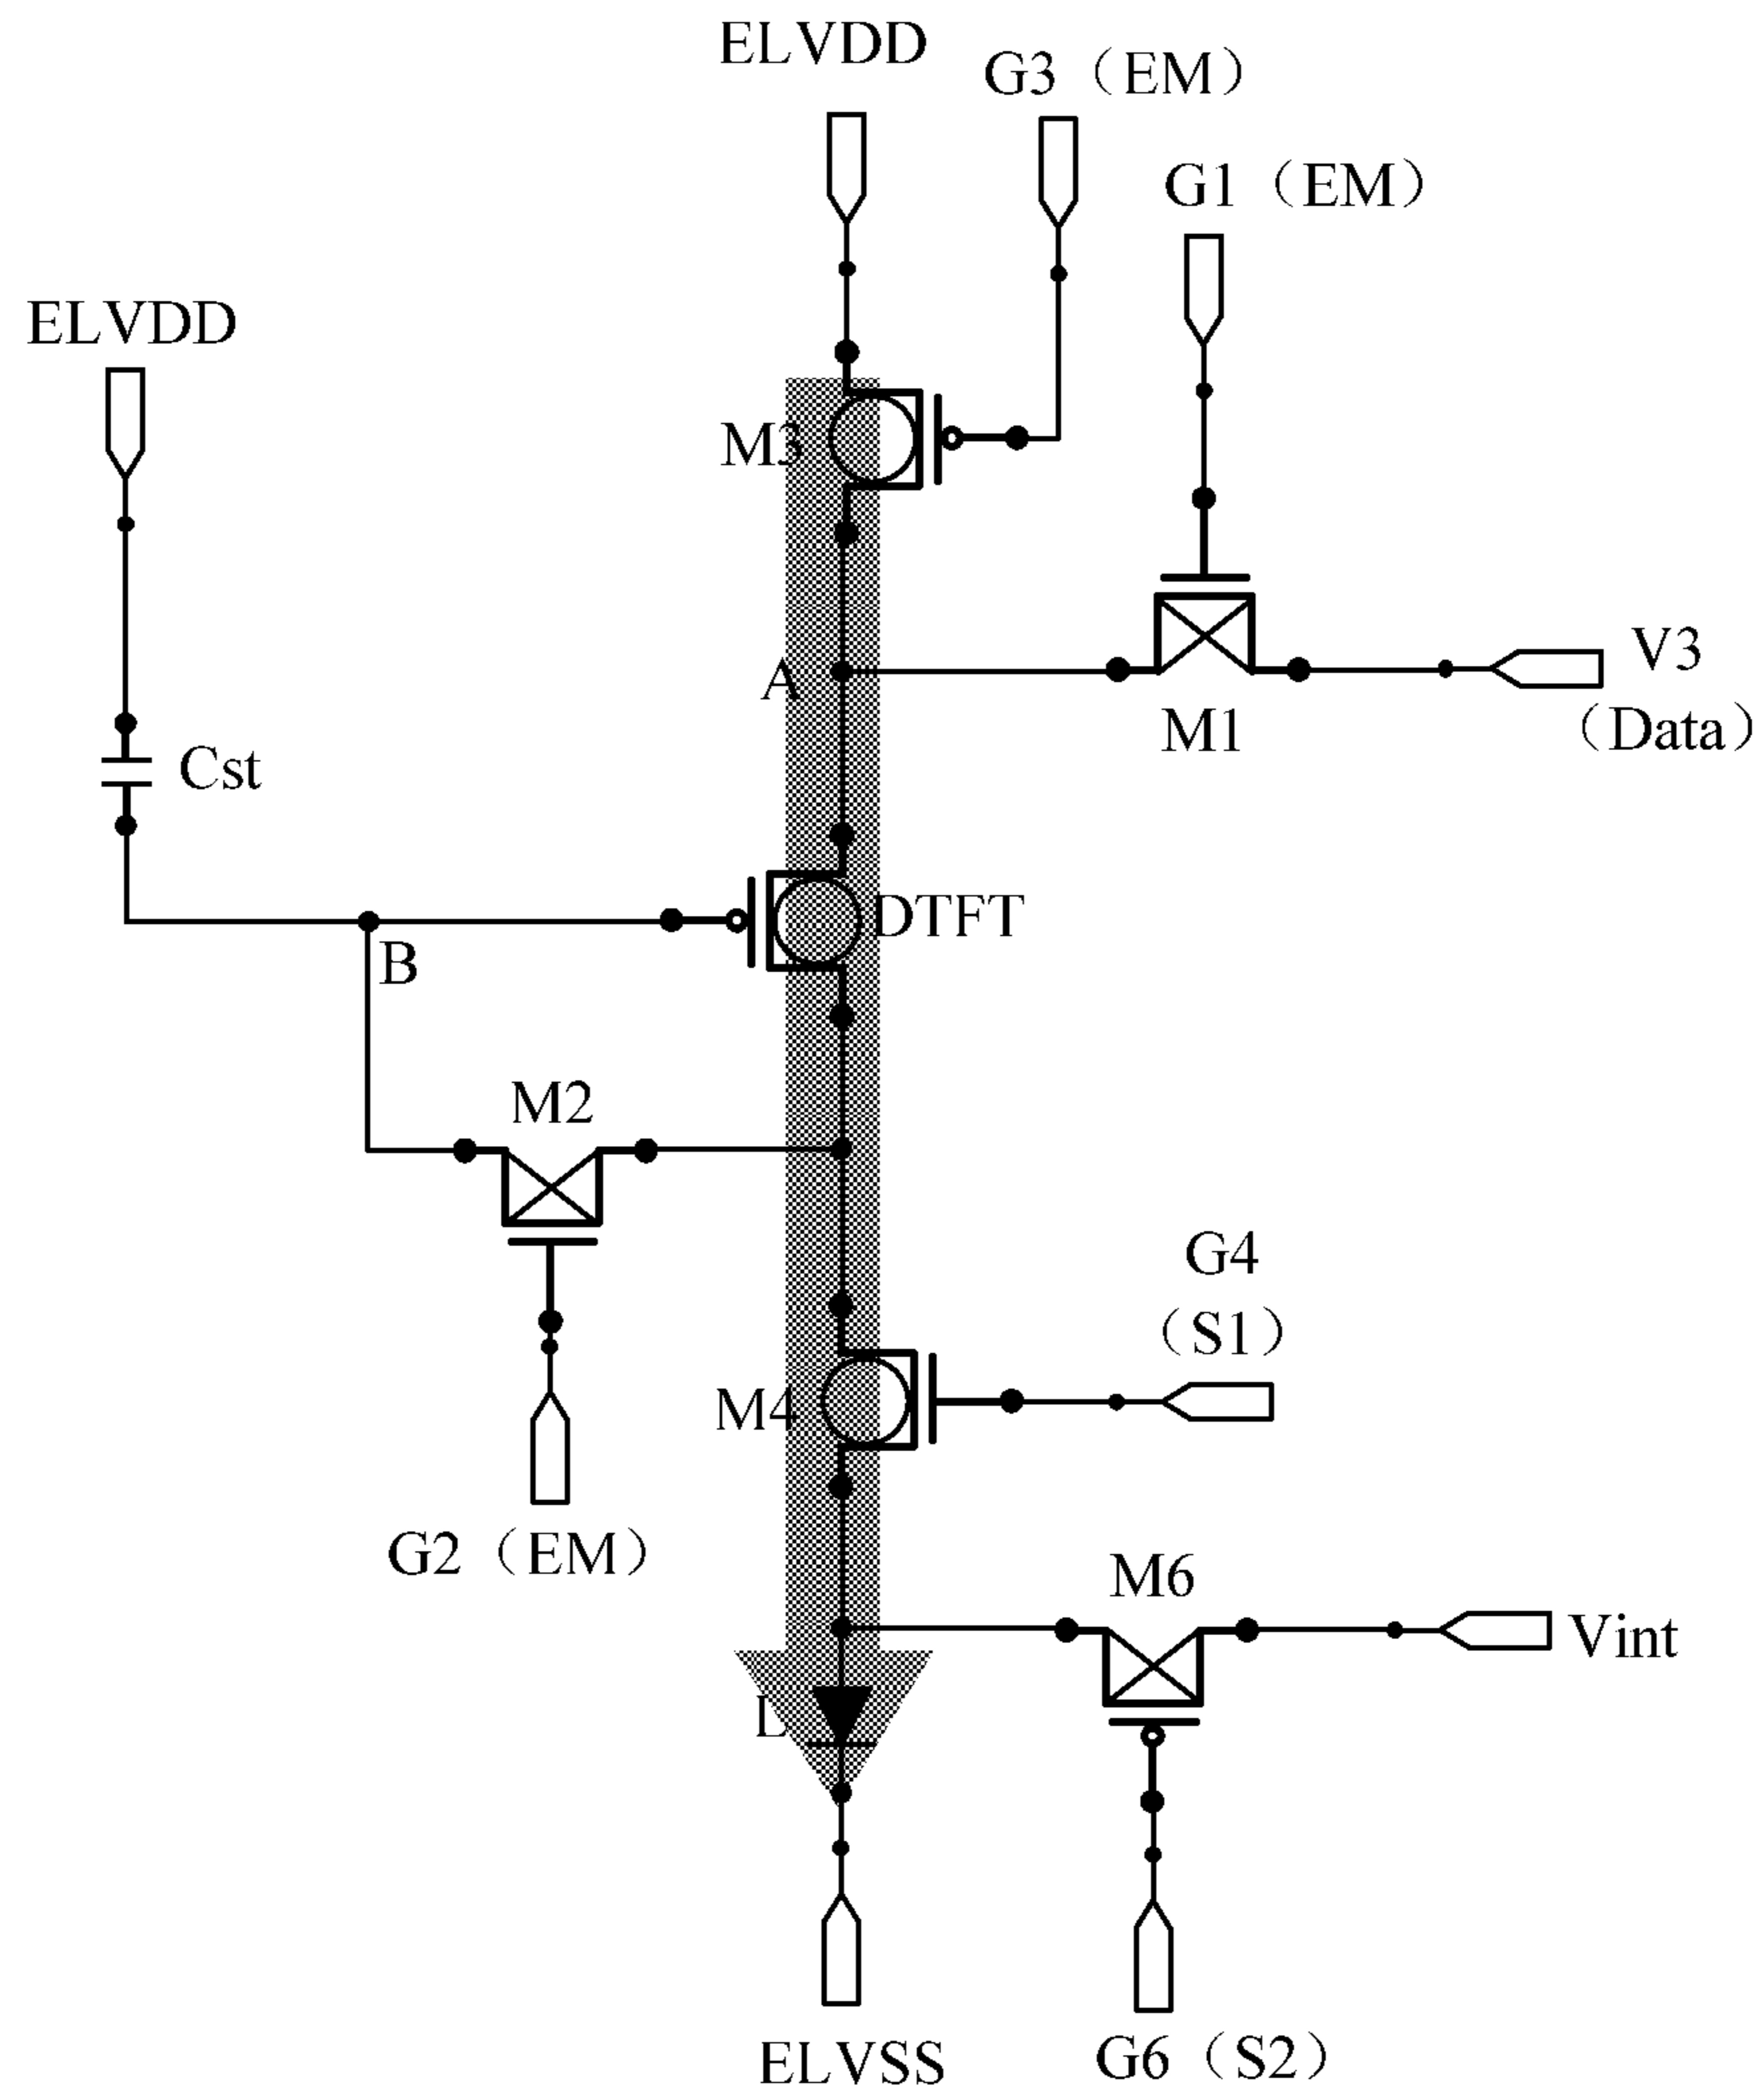 ELVDD
G3（EM）
G1（EM）
ELVDD
M3
V3
A
M1
（Data）
Cst
DTFT
B
M2
G4
（S1）
M4
G2（EM）
M6
Vint
L
ELVSS
G6（S2）